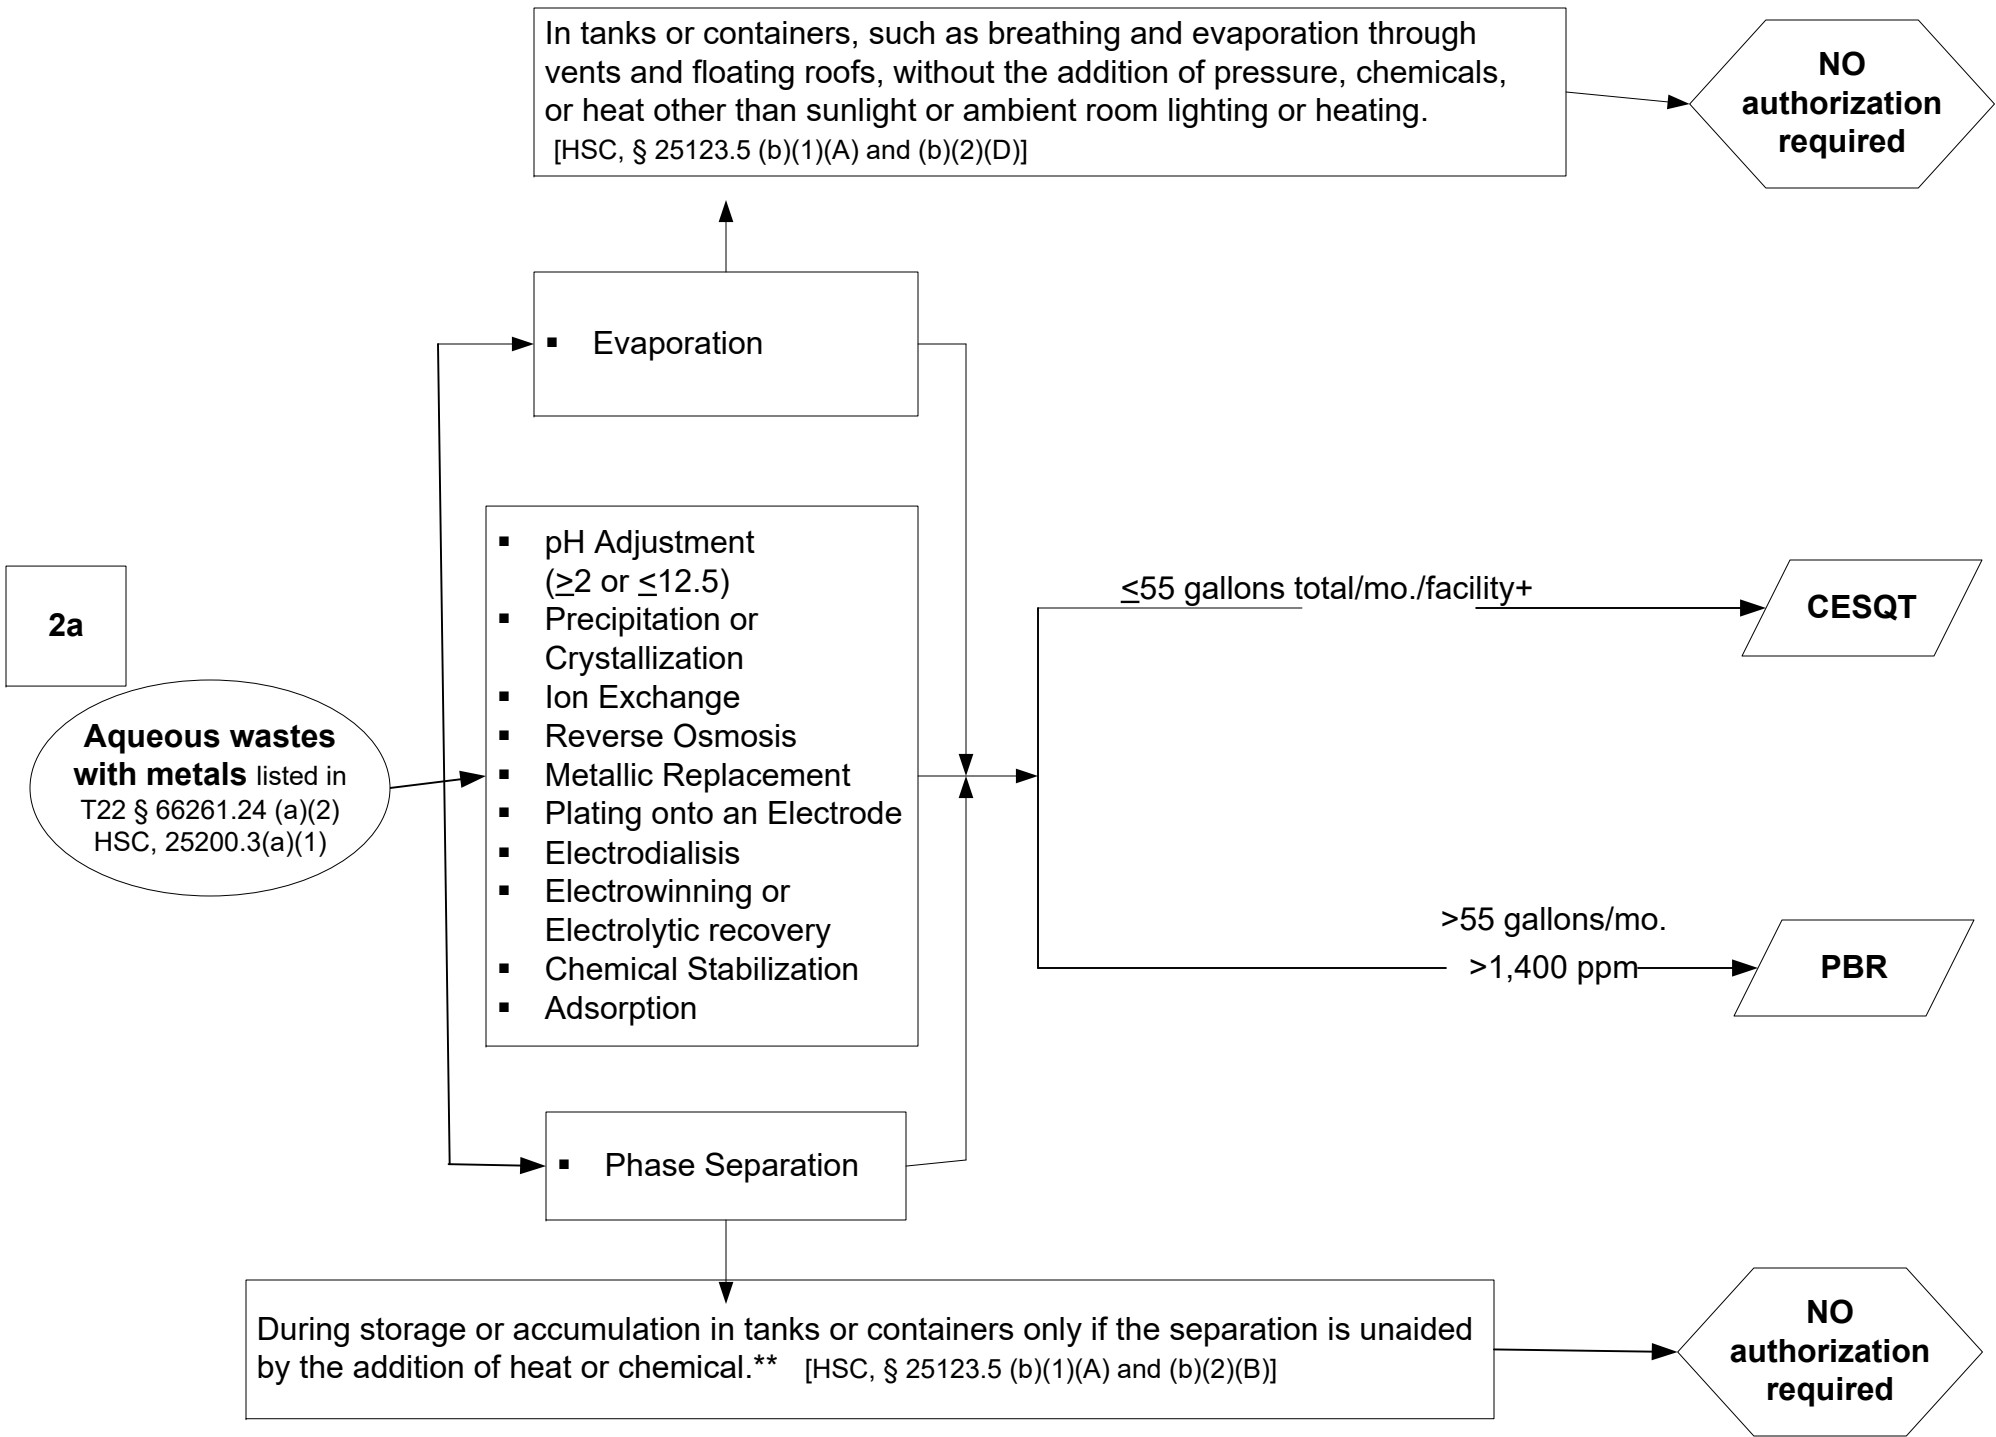 In tanks or containers, such as breathing and evaporation through
vents and floating roofs, without the addition of pressure, chemicals,
or heat other than sunlight or ambient room lighting or heating.
[HSC, § 25123.5 (b)(1)(A) and (b)(2)(D)]
NO
authorization
required
▪ Evaporation
2a
Aqueous wastes
with metals listed in
T22 § 66261.24 (a)(2)
HSC, 25200.3(a)(1)
▪ pH Adjustment
(≥2 or ≤12.5)
▪ Precipitation or
Crystallization
▪ Ion Exchange
▪ Reverse Osmosis
▪ Metallic Replacement
▪ Plating onto an Electrode
▪ Electrodialisis
▪ Electrowinning or
Electrolytic recovery
▪ Chemical Stabilization
▪ Adsorption
≤55 gallons total/mo./facility+
CESQT
>55 gallons/mo.
>1,400 ppm
PBR
▪ Phase Separation
During storage or accumulation in tanks or containers only if the separation is unaided
by the addition of heat or chemical.** [HSC, § 25123.5 (b)(1)(A) and (b)(2)(B)]
NO
authorization
required